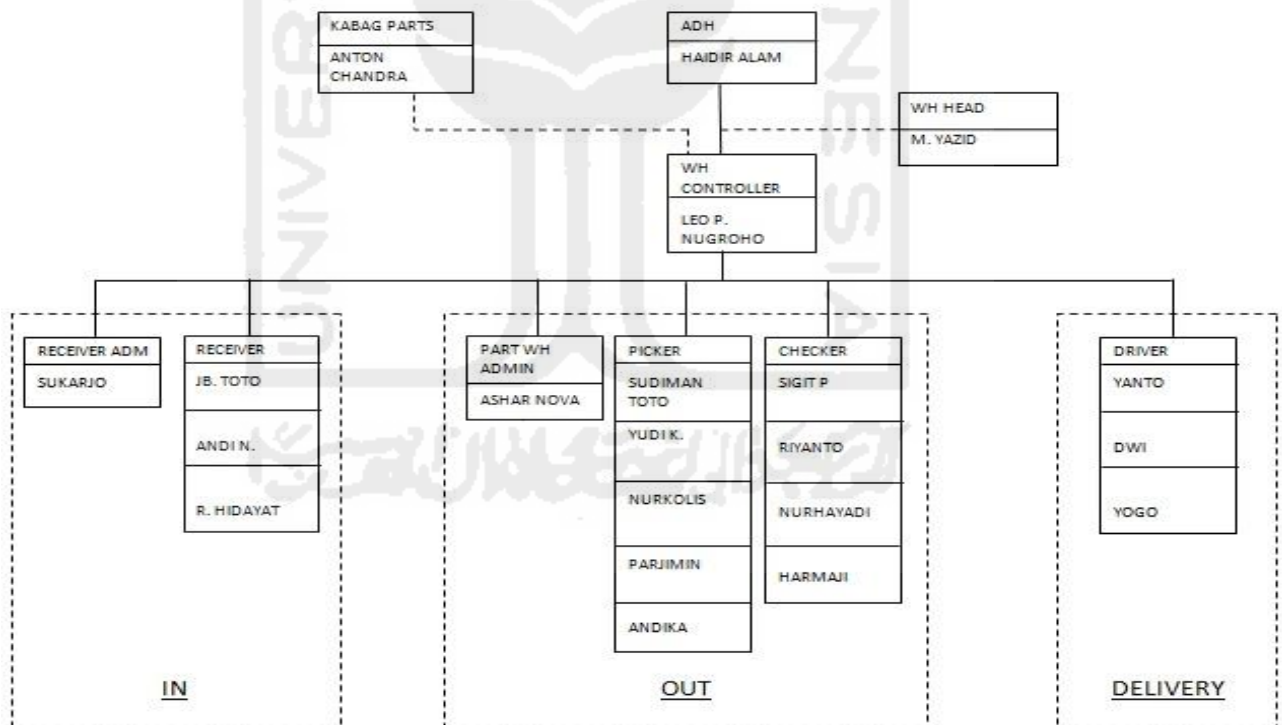 KABAG PARTS
ANTON
CHANDRA
ADH
HAIDIR ALAM
WH HEAD
M. YAZID
WH
CONTROLLER
LEO P.
NUGROHO
RECEIVER ADM
SUKARJO
RECEIVER
JB. TOTO
ANDI N.
R. HIDAYAT
IN
PART WH
ADMIN
ASHAR NOVA
PICKER
SUDIMAN
TOTO
YUDI K.
NURKOLIS
PARJIMIN
ANDIKA
CHECKER
SIGIT P
RIYANTO
NURHAYADI
HARMAJI
OUT
DRIVER
YANTO
DWI
YOGO
DELIVERY